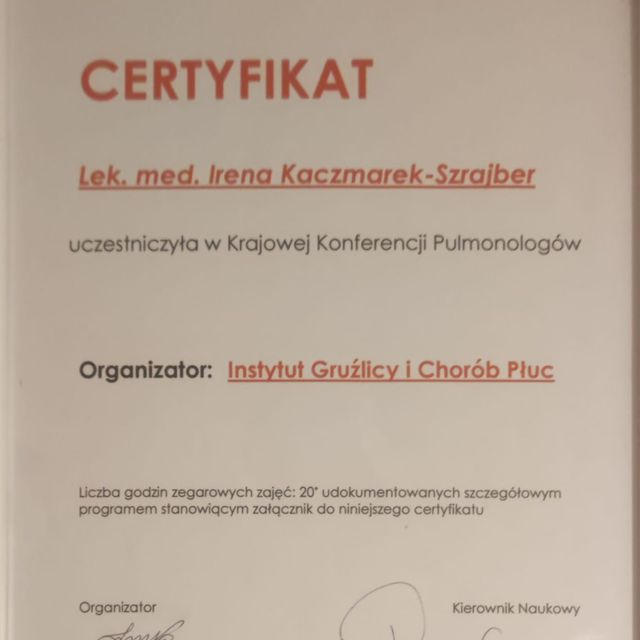 CERTYFIKAT
Lek. med. Irena Kaczmarek-Szrajber
uczestniczyła w Krajowej Konferencji Pulmonologów
Organizator: Instytut Gruźlicy i Chorób Płuc
Liczba godzin zegarowych zajęć: 20* udokumentowanych szczegółowym
programem stanowiącym załącznik do niniejszego certyfikatu
Organizator Kierownik Naukowy